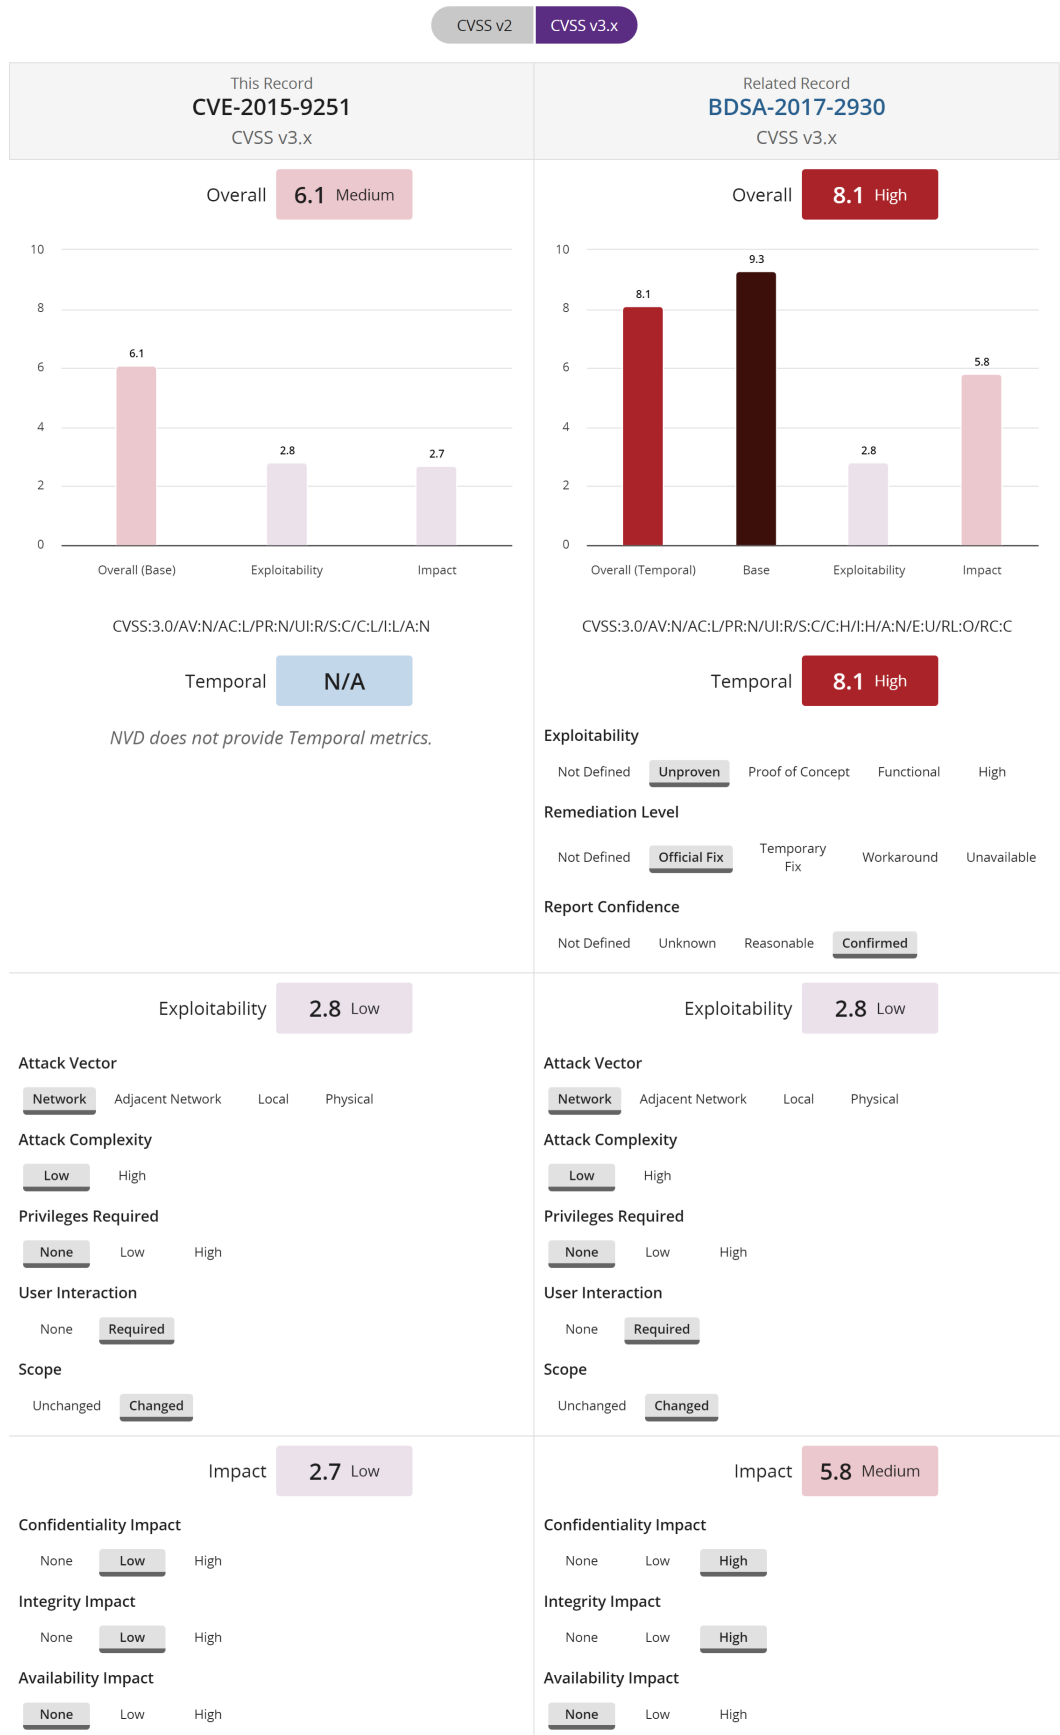 CVSS v2 CVSS v3.x
This Record
CVE-2015-9251
CVSS v3.x
Related Record
BDSA-2017-2930
CVSS v3.x
Overall 6.1 Medium
10
8
6
4
2
0
6.1
2.8
2.7
Overall (Base) Exploitability Impact
CVSS:3.0/AV:N/AC:L/PR:N/UI:R/S:C/C:L/I:L/A:N
Overall 8.1 High
10
8
6
4
2
0
8.1
9.3
2.8
5.8
Overall (Temporal) Base Exploitability Impact
CVSS:3.0/AV:N/AC:L/PR:N/UI:R/S:C/C:H/I:H/A:N/E:U/RL:O/RC:C
Temporal N/A
NVD does not provide Temporal metrics.
Temporal 8.1 High
Exploitability
Not Defined Unproven Proof of Concept Functional High
Remediation Level
Not Defined Official Fix Temporary Fix Workaround Unavailable
Report Confidence
Not Defined Unknown Reasonable Confirmed
Exploitability 2.8 Low
Attack Vector
Network Adjacent Network Local Physical
Attack Complexity
Low High
Privileges Required
None Low High
User Interaction
None Required
Scope
Unchanged Changed
Exploitability 2.8 Low
Attack Vector
Network Adjacent Network Local Physical
Attack Complexity
Low High
Privileges Required
None Low High
User Interaction
None Required
Scope
Unchanged Changed
Impact 2.7 Low
Confidentiality Impact
None Low High
Integrity Impact
None Low High
Availability Impact
None Low High
Impact 5.8 Medium
Confidentiality Impact
None Low High
Integrity Impact
None Low High
Availability Impact
None Low High